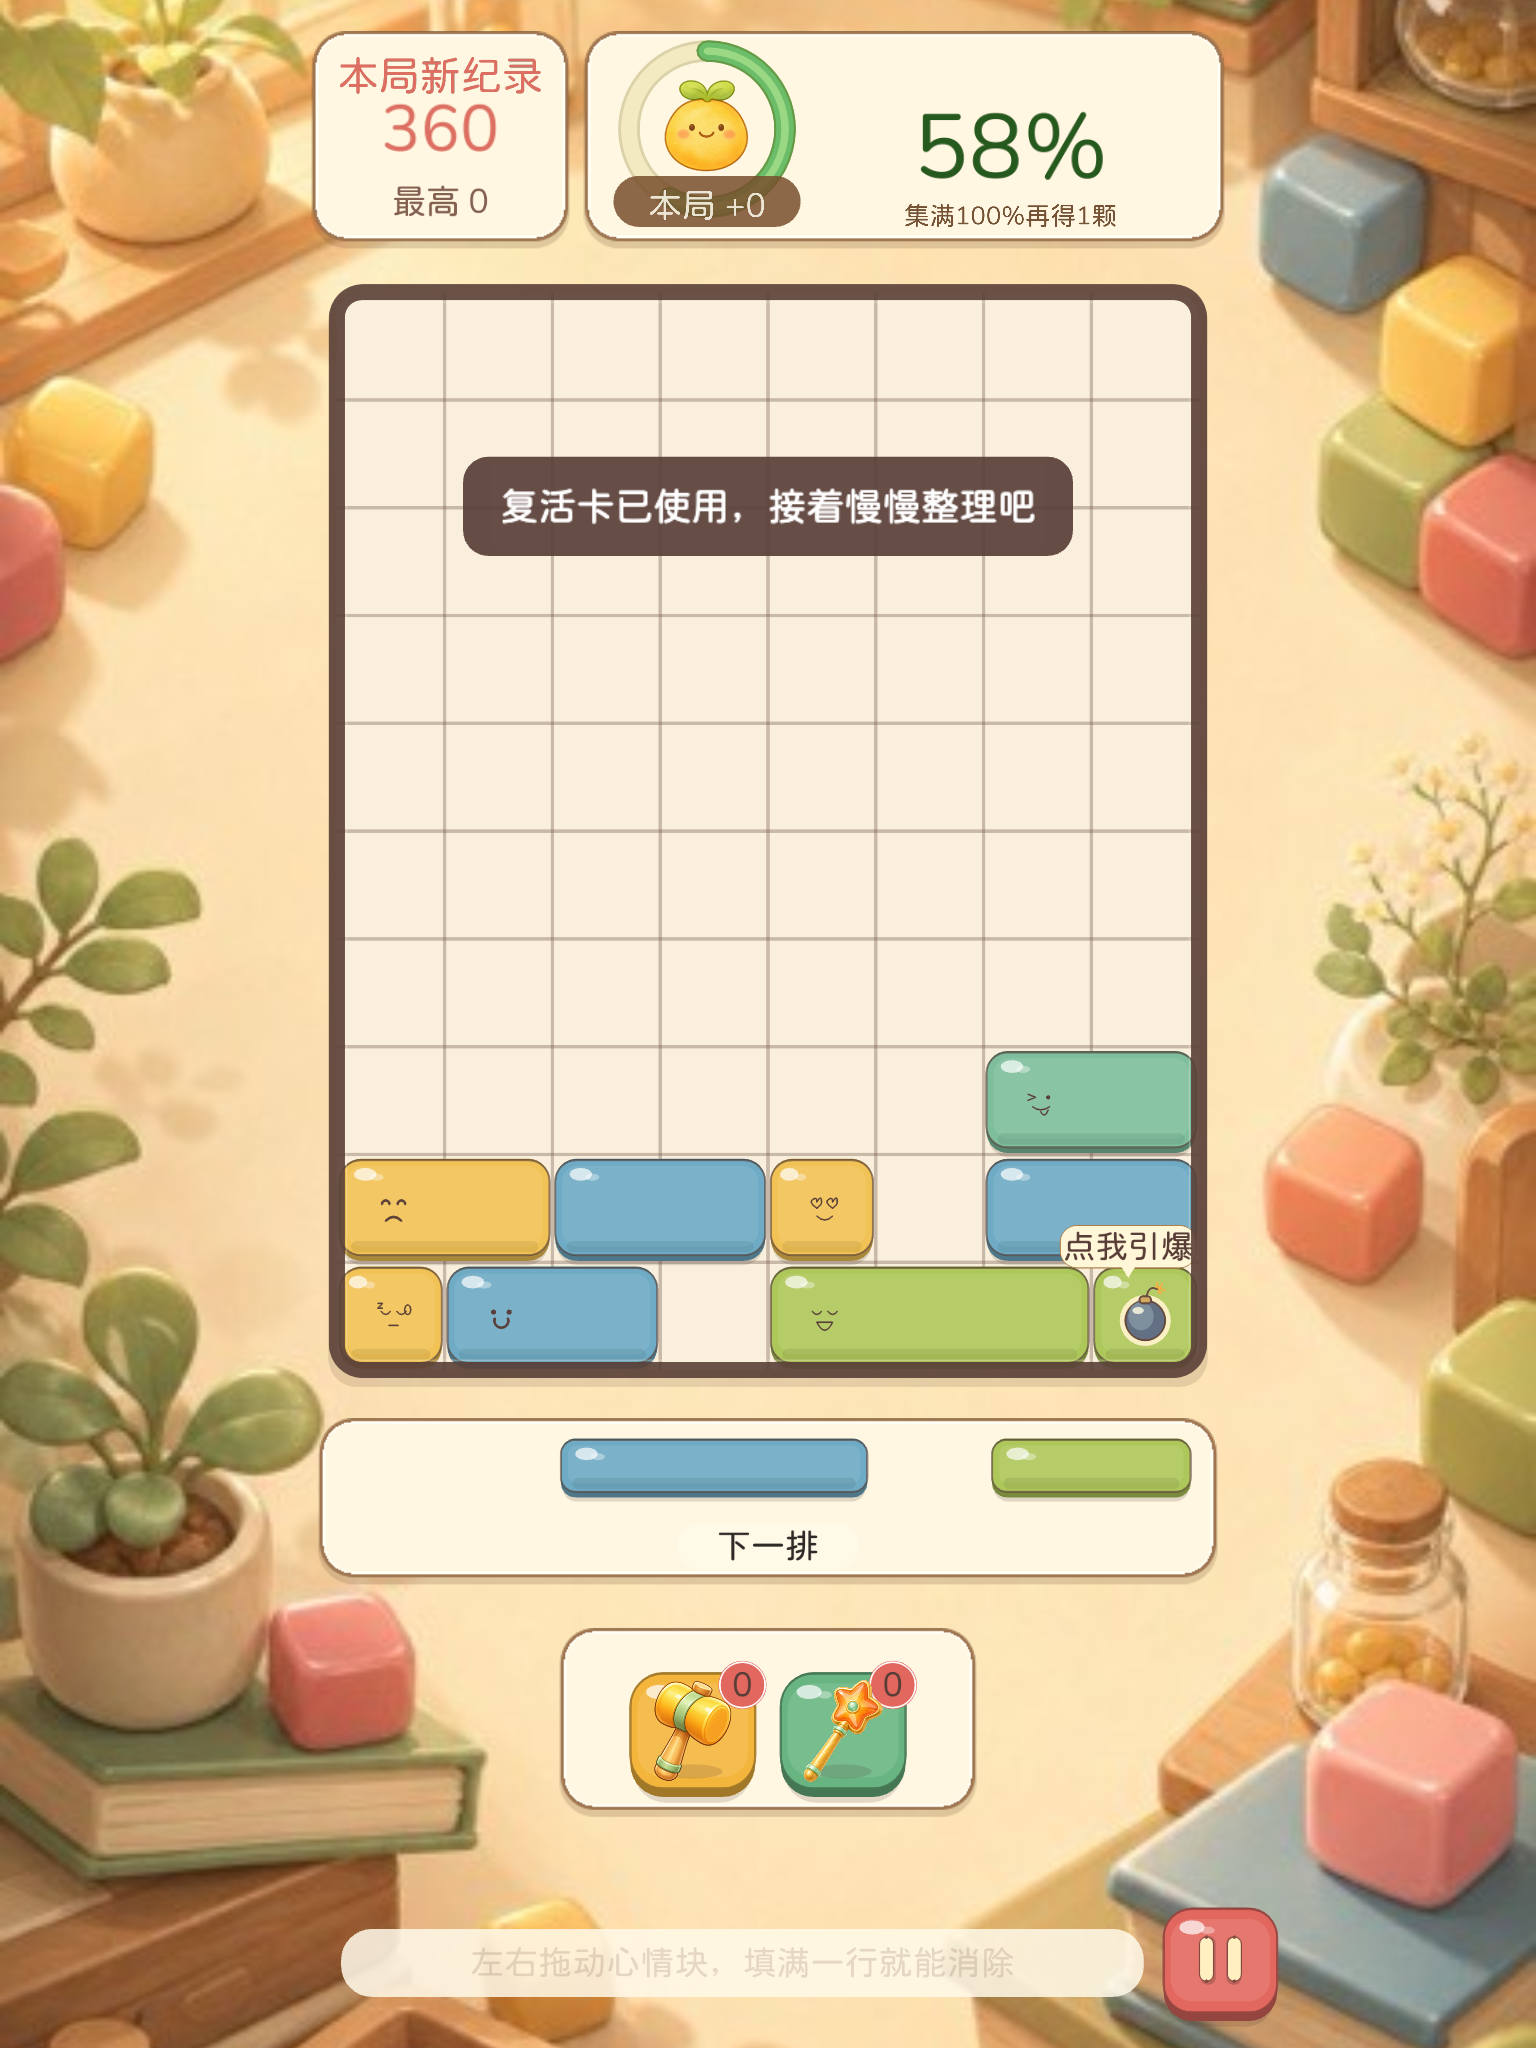 本局新纪录
360
最高 0
本局 +0
58%
集满100%再得1颗
复活卡已使用，接着慢慢整理吧
点我引爆
下一排
0
0
左右拖动心情块，填满一行就能消除